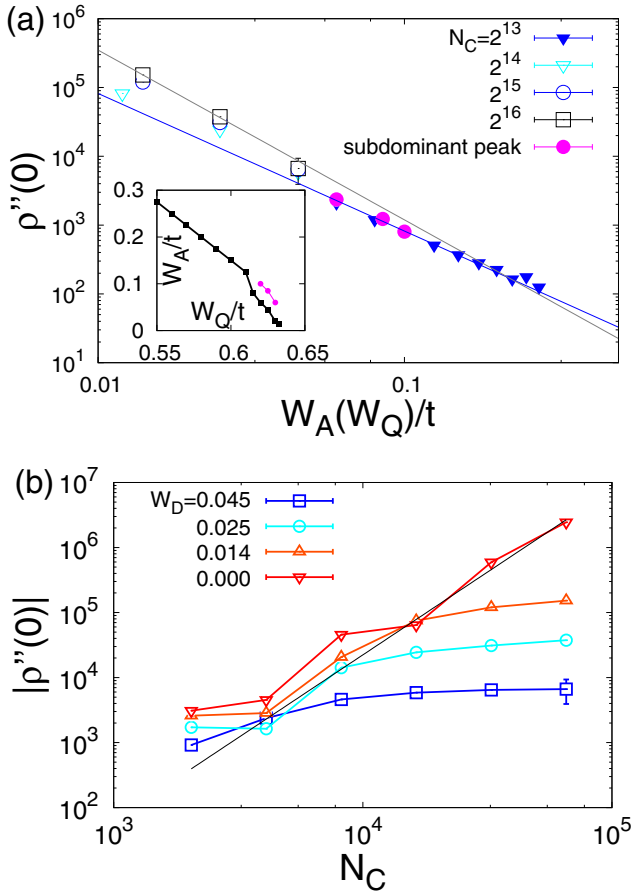 (a)
N_C=2^13
2^14
2^15
2^16
subdominant peak
10^6
10^5
10^4
10^3
10^2
10^1
ρ''(0)
0.3
0.2
0.1
0
W_A/t
W_Q/t
0.55 0.6 0.65
0.01 0.1
W_A(W_Q)/t
(b)
W_D=0.045
0.025
0.014
0.000
10^7
10^6
10^5
10^4
10^3
10^2
|ρ''(0)|
10^3 10^4 10^5
N_C